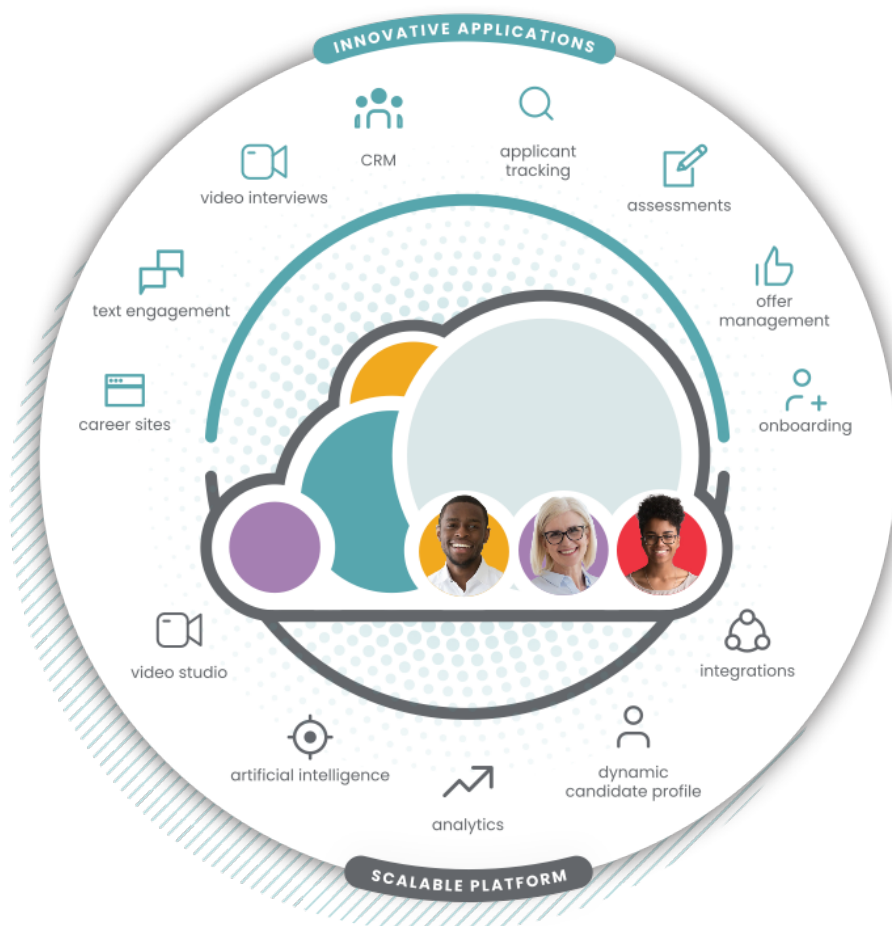 INNOVATIVE APPLICATIONS
CRM
applicant
tracking
video interviews
assessments
text engagement
offer
management
career sites
onboarding
video studio
integrations
artificial intelligence
dynamic
candidate profile
analytics
SCALABLE PLATFORM